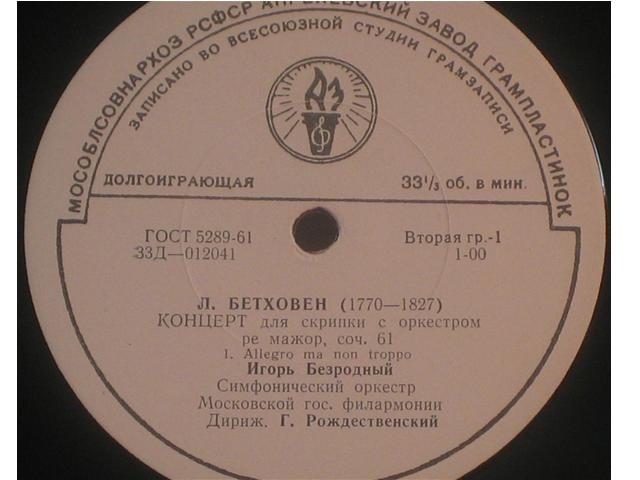 МОСОБЛСОВНАРХОЗ РСФСР АПРЕЛЕВСКИЙ ЗАВОД ГРАМПЛАСТИНОК
ЗАПИСАНО ВО ВСЕСОЮЗНОЙ СТУДИИ ГРАМЗАПИСИ
АЗ
ДОЛГОИГРАЮЩАЯ 33⅓ об. в мин.
ГОСТ 5289-61 Вторая гр.-1
33Д—012041 1-00
Л. БЕТХОВЕН (1770—1827)
КОНЦЕРТ для скрипки с оркестром
ре мажор, соч. 61
1. Allegro ma non troppo
Игорь Безродный
Симфонический оркестр
Московской гос. филармонии
Дириж. Г. Рождественский